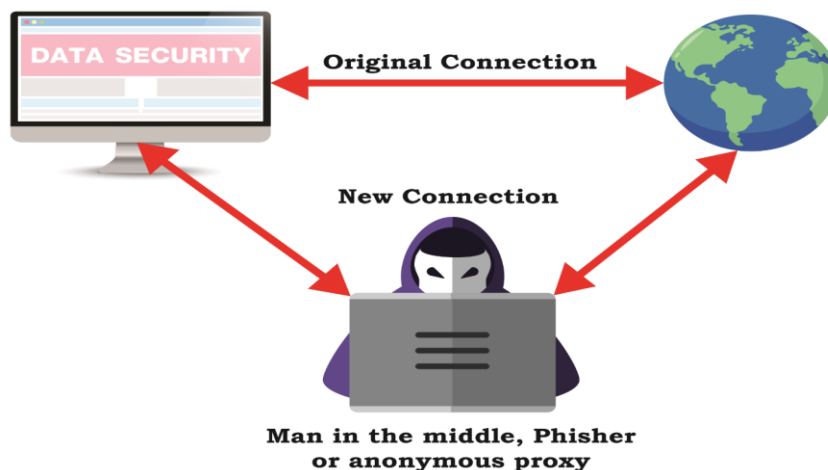 DATA SECURITY
Original Connection
New Connection
Man in the middle, Phisher
or anonymous proxy